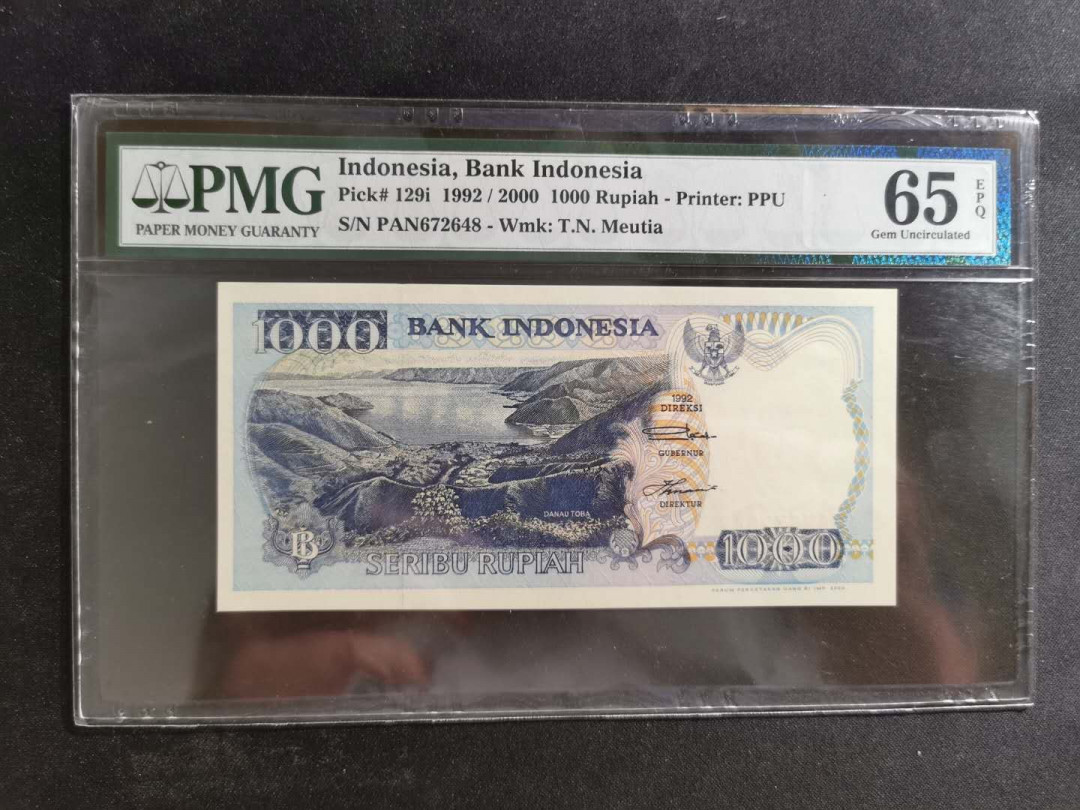 PMG
PAPER MONEY GUARANTY
Indonesia, Bank Indonesia
Pick# 129i 1992 / 2000 1000 Rupiah - Printer: PPU
S/N PAN672648 - Wmk: T.N. Meutia
65
EPQ
Gem Uncirculated
1000
BANK INDONESIA
1992
DIREKSI
GUBERNUR
DIREKTUR
DANAU TOBA
SERIBU RUPIAH
1000